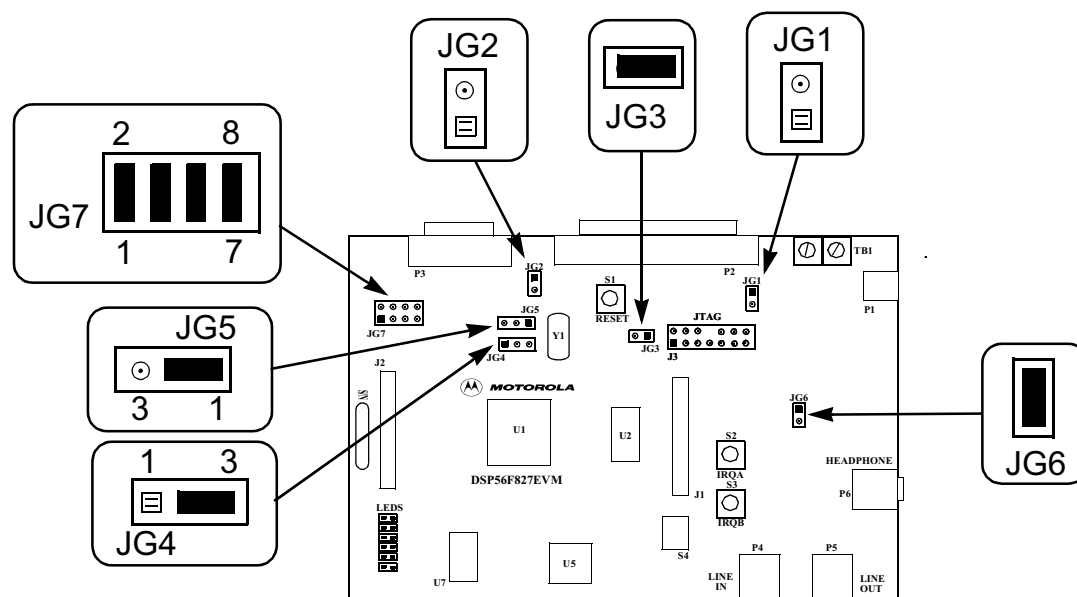 JG2
JG3
JG1
2 8
JG7
1 7
JG5
3 1
1 3
JG4
JG6
P3
P2
TB1
P1
JG2
S1
RESET
JG1
JG7
JG5
JG4
Y1
JG3
JTAG
J3
J2
S/N
MOTOROLA
U1
DSP56F827EVM
U2
JG6
S2
IRQA
S3
IRQB
J1
HEADPHONE
P6
LEDS
U7
U5
S4
P4
LINE
IN
P5
LINE
OUT